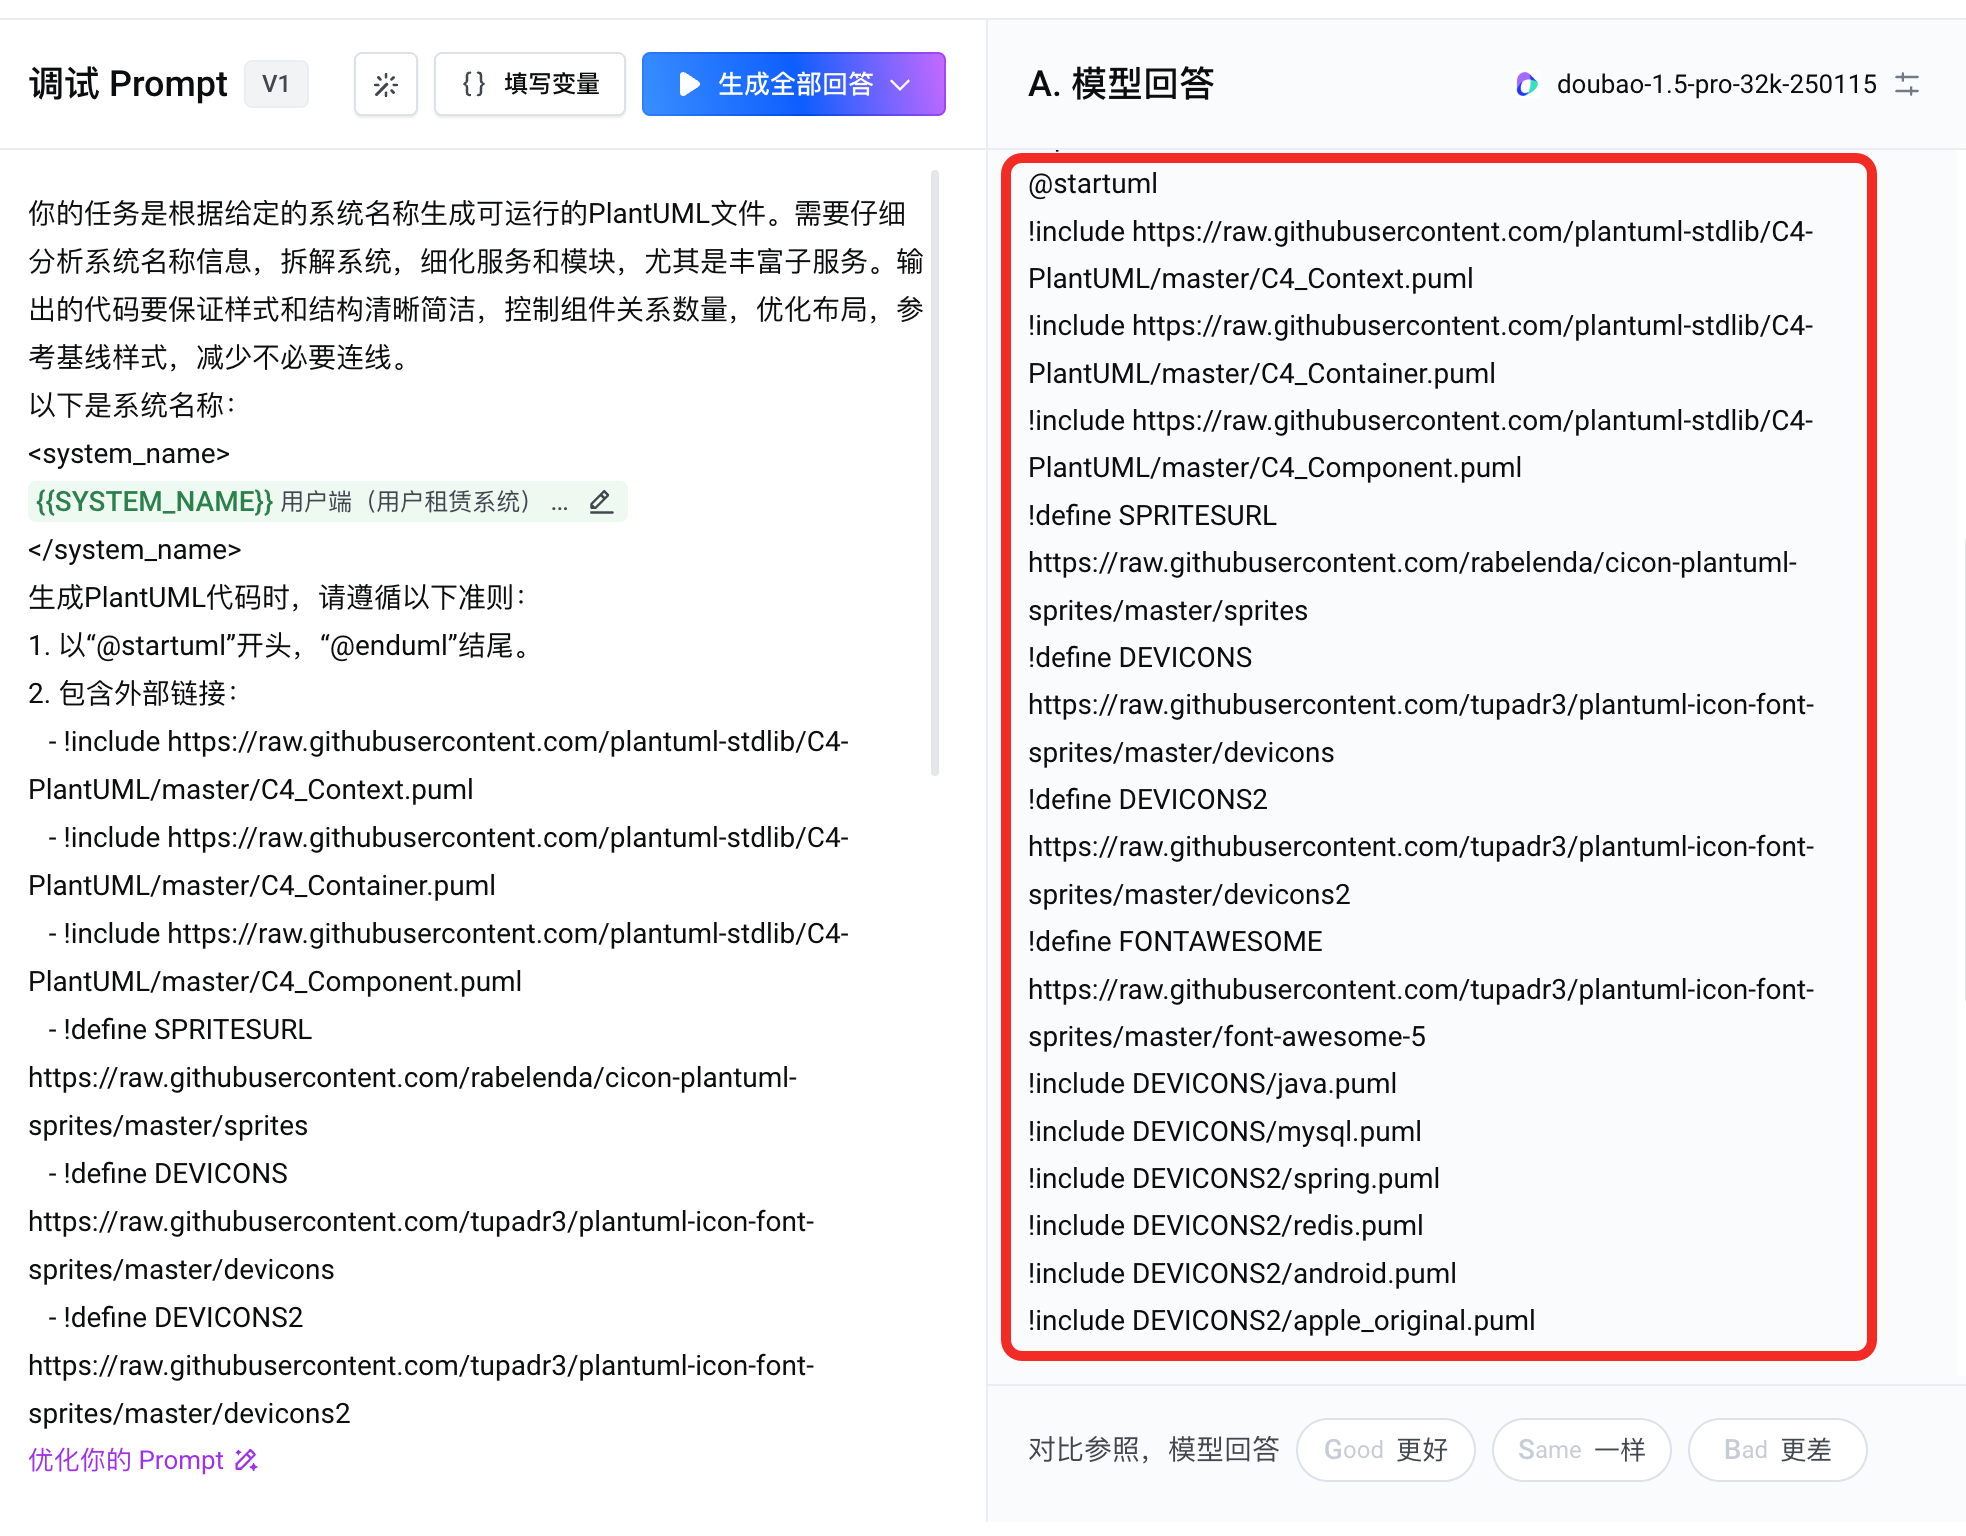 调试 Prompt
V1
{} 填写变量
生成全部回答
你的任务是根据给定的系统名称生成可运行的PlantUML文件。需要仔细
分析系统名称信息，拆解系统，细化服务和模块，尤其是丰富子服务。输
出的代码要保证样式和结构清晰简洁，控制组件关系数量，优化布局，参
考基线样式，减少不必要连线。
以下是系统名称：
<system_name>
{{SYSTEM_NAME}} 用户端（用户租赁系统） ...
</system_name>
生成PlantUML代码时，请遵循以下准则：
1. 以“@startuml”开头，“@enduml”结尾。
2. 包含外部链接：
- !include https://raw.githubusercontent.com/plantuml-stdlib/C4-
PlantUML/master/C4_Context.puml
- !include https://raw.githubusercontent.com/plantuml-stdlib/C4-
PlantUML/master/C4_Container.puml
- !include https://raw.githubusercontent.com/plantuml-stdlib/C4-
PlantUML/master/C4_Component.puml
- !define SPRITESURL
https://raw.githubusercontent.com/rabelenda/cicon-plantuml-
sprites/master/sprites
- !define DEVICONS
https://raw.githubusercontent.com/tupadr3/plantuml-icon-font-
sprites/master/devicons
- !define DEVICONS2
https://raw.githubusercontent.com/tupadr3/plantuml-icon-font-
sprites/master/devicons2
优化你的 Prompt
A. 模型回答
doubao-1.5-pro-32k-250115
@startuml
!include https://raw.githubusercontent.com/plantuml-stdlib/C4-
PlantUML/master/C4_Context.puml
!include https://raw.githubusercontent.com/plantuml-stdlib/C4-
PlantUML/master/C4_Container.puml
!include https://raw.githubusercontent.com/plantuml-stdlib/C4-
PlantUML/master/C4_Component.puml
!define SPRITESURL
https://raw.githubusercontent.com/rabelenda/cicon-plantuml-
sprites/master/sprites
!define DEVICONS
https://raw.githubusercontent.com/tupadr3/plantuml-icon-font-
sprites/master/devicons
!define DEVICONS2
https://raw.githubusercontent.com/tupadr3/plantuml-icon-font-
sprites/master/devicons2
!define FONTAWESOME
https://raw.githubusercontent.com/tupadr3/plantuml-icon-font-
sprites/master/font-awesome-5
!include DEVICONS/java.puml
!include DEVICONS/mysql.puml
!include DEVICONS2/spring.puml
!include DEVICONS2/redis.puml
!include DEVICONS2/android.puml
!include DEVICONS2/apple_original.puml
对比参照，模型回答
Good 更好
Same 一样
Bad 更差